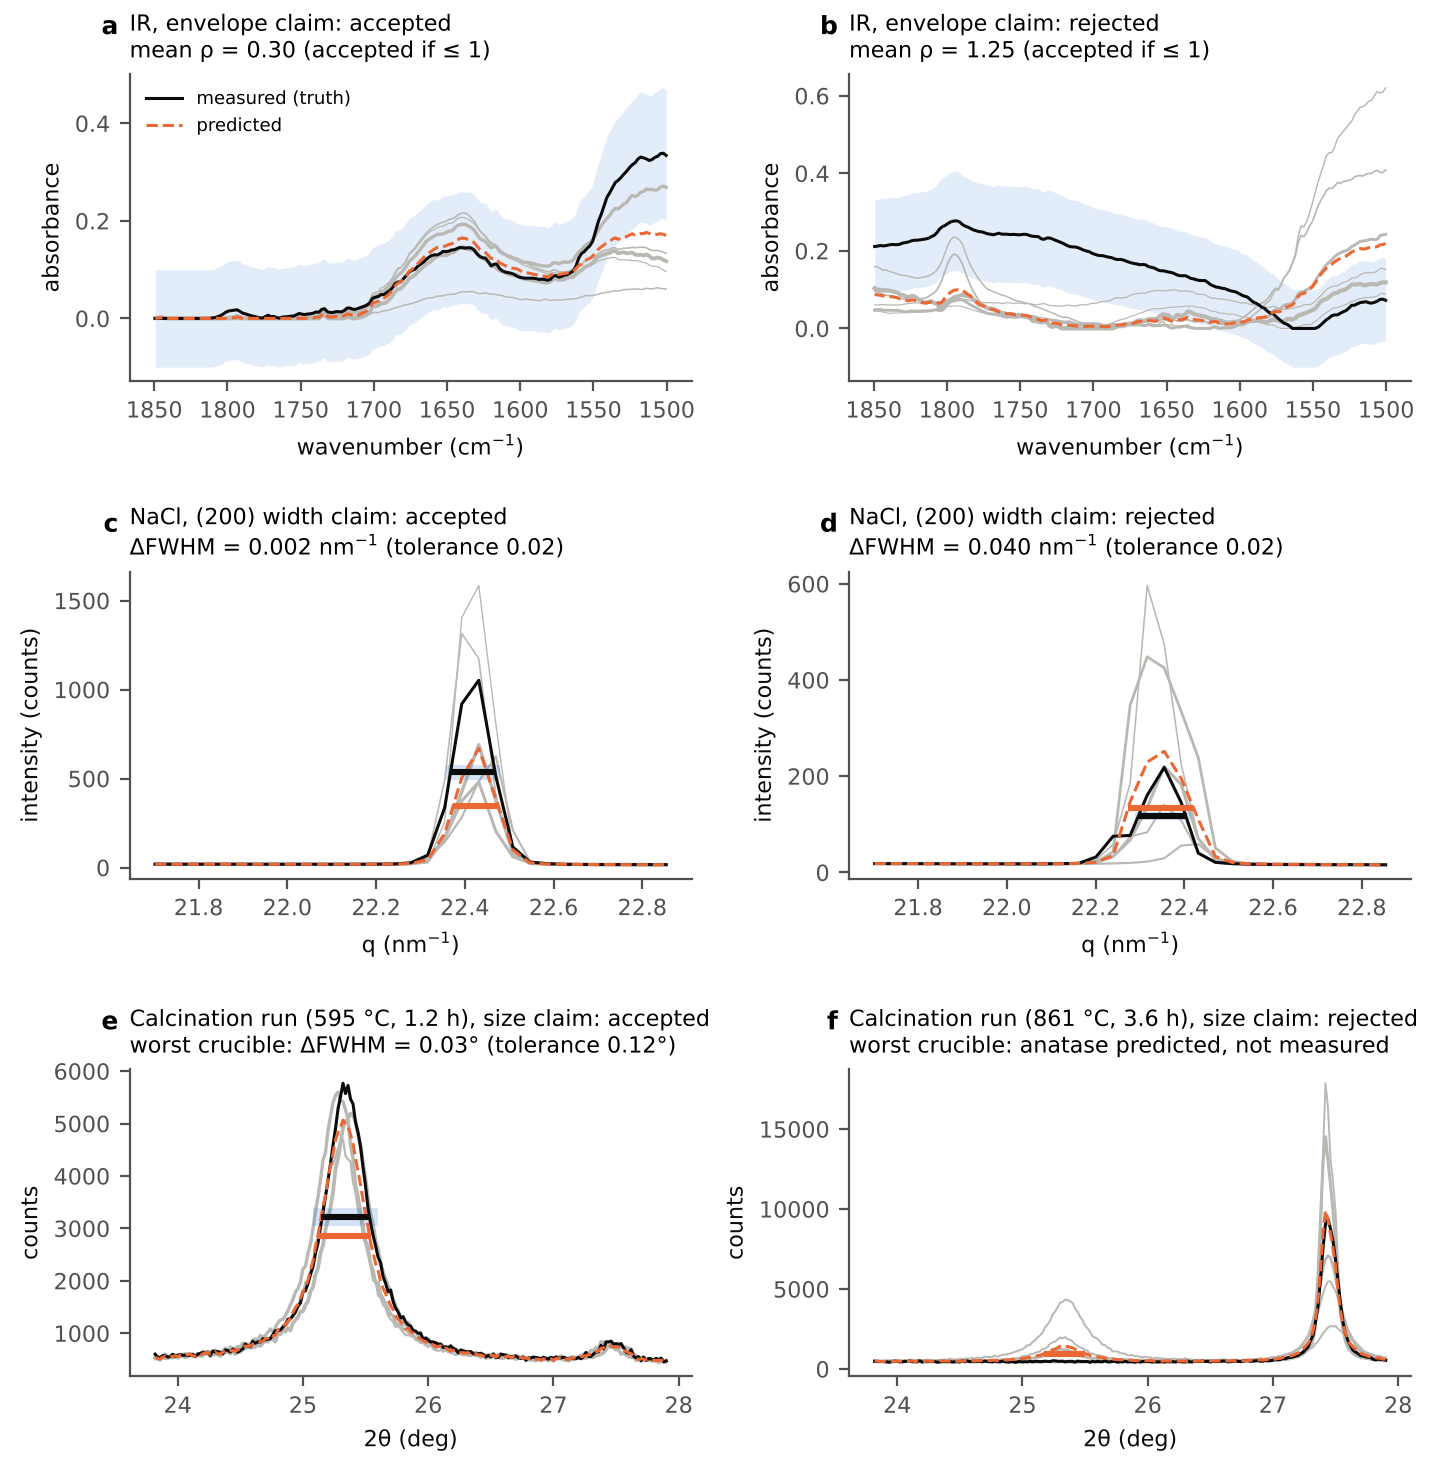 a IR, envelope claim: accepted
mean ρ = 0.30 (accepted if ≤ 1)
measured (truth)
predicted
0.4
0.2
0.0
absorbance
1850 1800 1750 1700 1650 1600 1550 1500
wavenumber (cm⁻¹)
b IR, envelope claim: rejected
mean ρ = 1.25 (accepted if ≤ 1)
0.6
0.4
0.2
0.0
absorbance
1850 1800 1750 1700 1650 1600 1550 1500
wavenumber (cm⁻¹)
c NaCl, (200) width claim: accepted
ΔFWHM = 0.002 nm⁻¹ (tolerance 0.02)
1500
1000
500
0
intensity (counts)
21.8 22.0 22.2 22.4 22.6 22.8
q (nm⁻¹)
d NaCl, (200) width claim: rejected
ΔFWHM = 0.040 nm⁻¹ (tolerance 0.02)
600
400
200
0
intensity (counts)
21.8 22.0 22.2 22.4 22.6 22.8
q (nm⁻¹)
e Calcination run (595 °C, 1.2 h), size claim: accepted
worst crucible: ΔFWHM = 0.03° (tolerance 0.12°)
6000
5000
4000
3000
2000
1000
counts
24 25 26 27 28
2θ (deg)
f Calcination run (861 °C, 3.6 h), size claim: rejected
worst crucible: anatase predicted, not measured
15000
10000
5000
0
counts
24 25 26 27 28
2θ (deg)